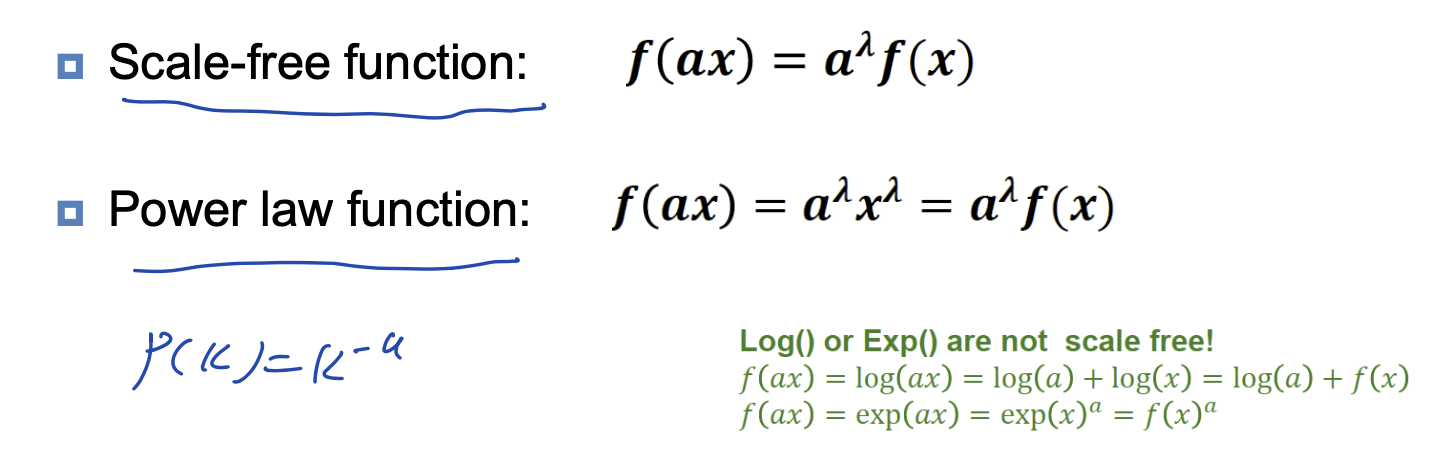 Scale-free function: f(ax) = a^λ f(x)
Power law function: f(ax) = a^λ x^λ = a^λ f(x)
P(k)=k^-a
Log() or Exp() are not scale free!
f(ax) = log(ax) = log(a) + log(x) = log(a) + f(x)
f(ax) = exp(ax) = exp(x)^a = f(x)^a